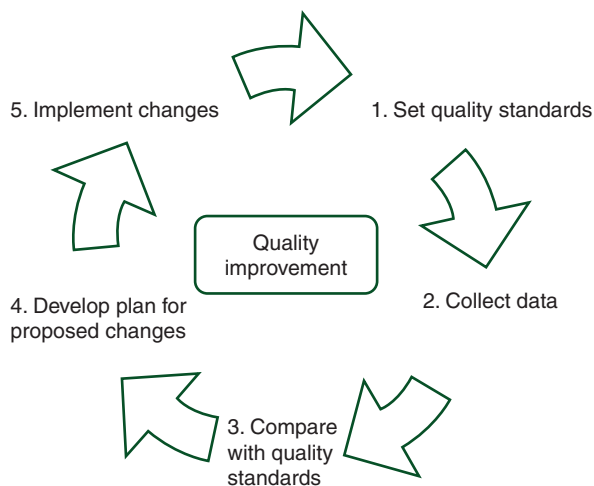 5. Implement changes
1. Set quality standards
Quality
improvement
4. Develop plan for
proposed changes
2. Collect data
3. Compare
with quality
standards